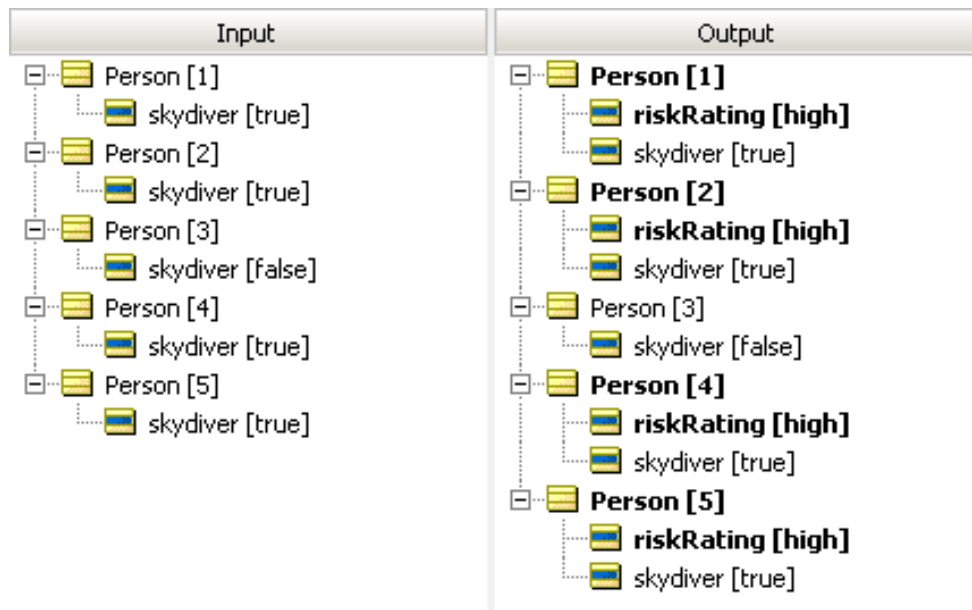 Input
Person [1]
skydiver [true]
Person [2]
skydiver [true]
Person [3]
skydiver [false]
Person [4]
skydiver [true]
Person [5]
skydiver [true]
Output
Person [1]
riskRating [high]
skydiver [true]
Person [2]
riskRating [high]
skydiver [true]
Person [3]
skydiver [false]
Person [4]
riskRating [high]
skydiver [true]
Person [5]
riskRating [high]
skydiver [true]